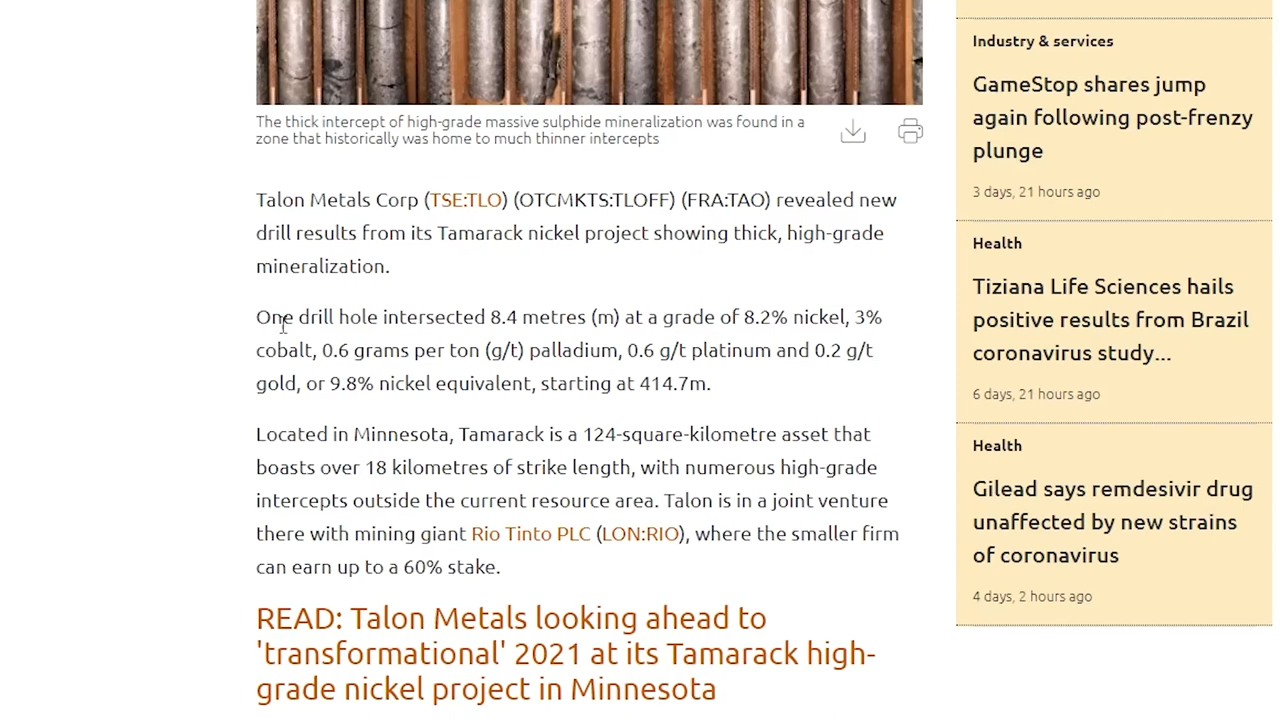 The thick intercept of high-grade massive sulphide mineralization was found in a
zone that historically was home to much thinner intercepts
Talon Metals Corp (TSE:TLO) (OTCMKTS:TLOFF) (FRA:TAO) revealed new
drill results from its Tamarack nickel project showing thick, high-grade
mineralization.
One drill hole intersected 8.4 metres (m) at a grade of 8.2% nickel, 3%
cobalt, 0.6 grams per ton (g/t) palladium, 0.6 g/t platinum and 0.2 g/t
gold, or 9.8% nickel equivalent, starting at 414.7m.
Located in Minnesota, Tamarack is a 124-square-kilometre asset that
boasts over 18 kilometres of strike length, with numerous high-grade
intercepts outside the current resource area. Talon is in a joint venture
there with mining giant Rio Tinto PLC (LON:RIO), where the smaller firm
can earn up to a 60% stake.
READ: Talon Metals looking ahead to
'transformational' 2021 at its Tamarack high-
grade nickel project in Minnesota
Industry & services
GameStop shares jump
again following post-frenzy
plunge
3 days, 21 hours ago
Health
Tiziana Life Sciences hails
positive results from Brazil
coronavirus study...
6 days, 21 hours ago
Health
Gilead says remdesivir drug
unaffected by new strains
of coronavirus
4 days, 2 hours ago